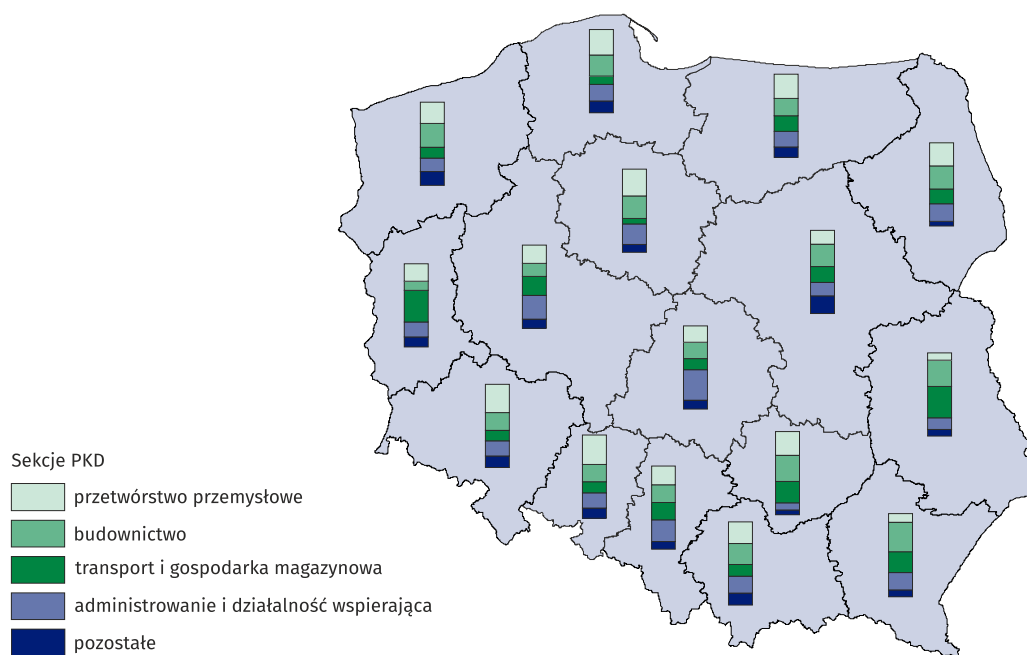 Sekcje PKD
przetwórstwo przemysłowe
budownictwo
transport i gospodarka magazynowa
administrowanie i działalność wspierająca
pozostałe